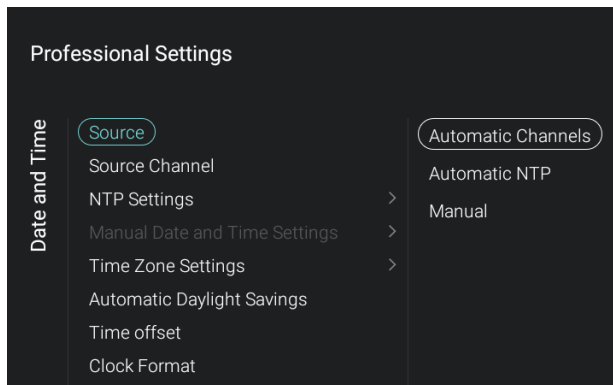 Professional Settings
Date and Time
Source
Source Channel
NTP Settings
Manual Date and Time Settings
Time Zone Settings
Automatic Daylight Savings
Time offset
Clock Format
Automatic Channels
Automatic NTP
Manual